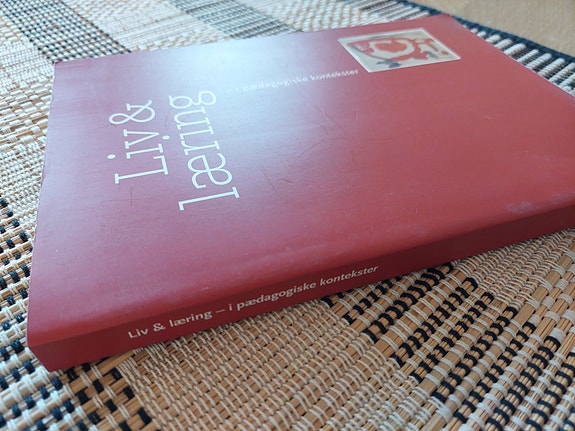 Liv &
læring
– i pædagogiske kontekster
Liv & læring – i pædagogiske kontekster